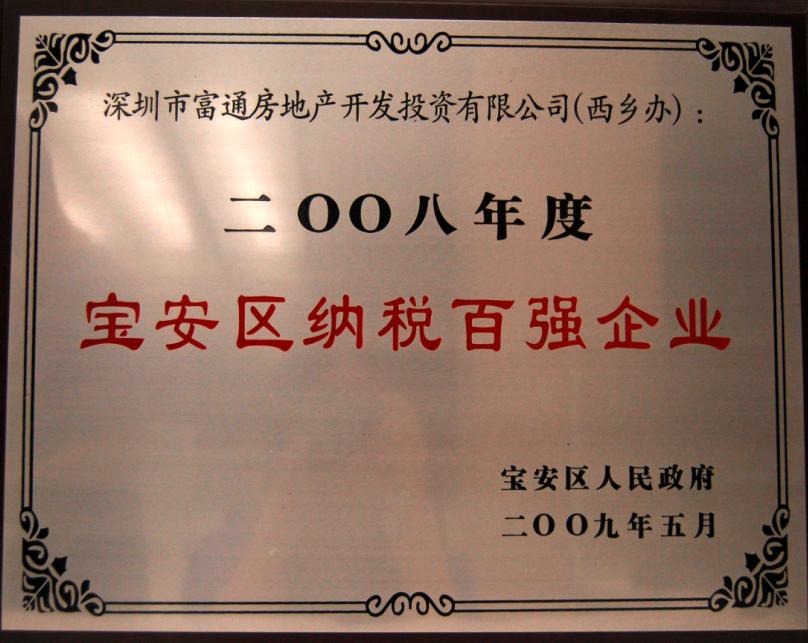 深圳市富通房地产开发投资有限公司(西乡办)：
二OO八年度
宝安区纳税百强企业
宝安区人民政府
二OO九年五月